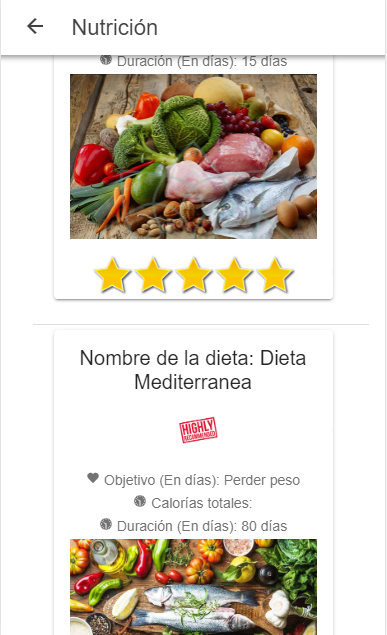 Nutrición
Duración (En días): 15 días
Nombre de la dieta: Dieta
Mediterranea
HIGHLY
RECOMMENDED
Objetivo (En días): Perder peso
Calorías totales:
Duración (En días): 80 días